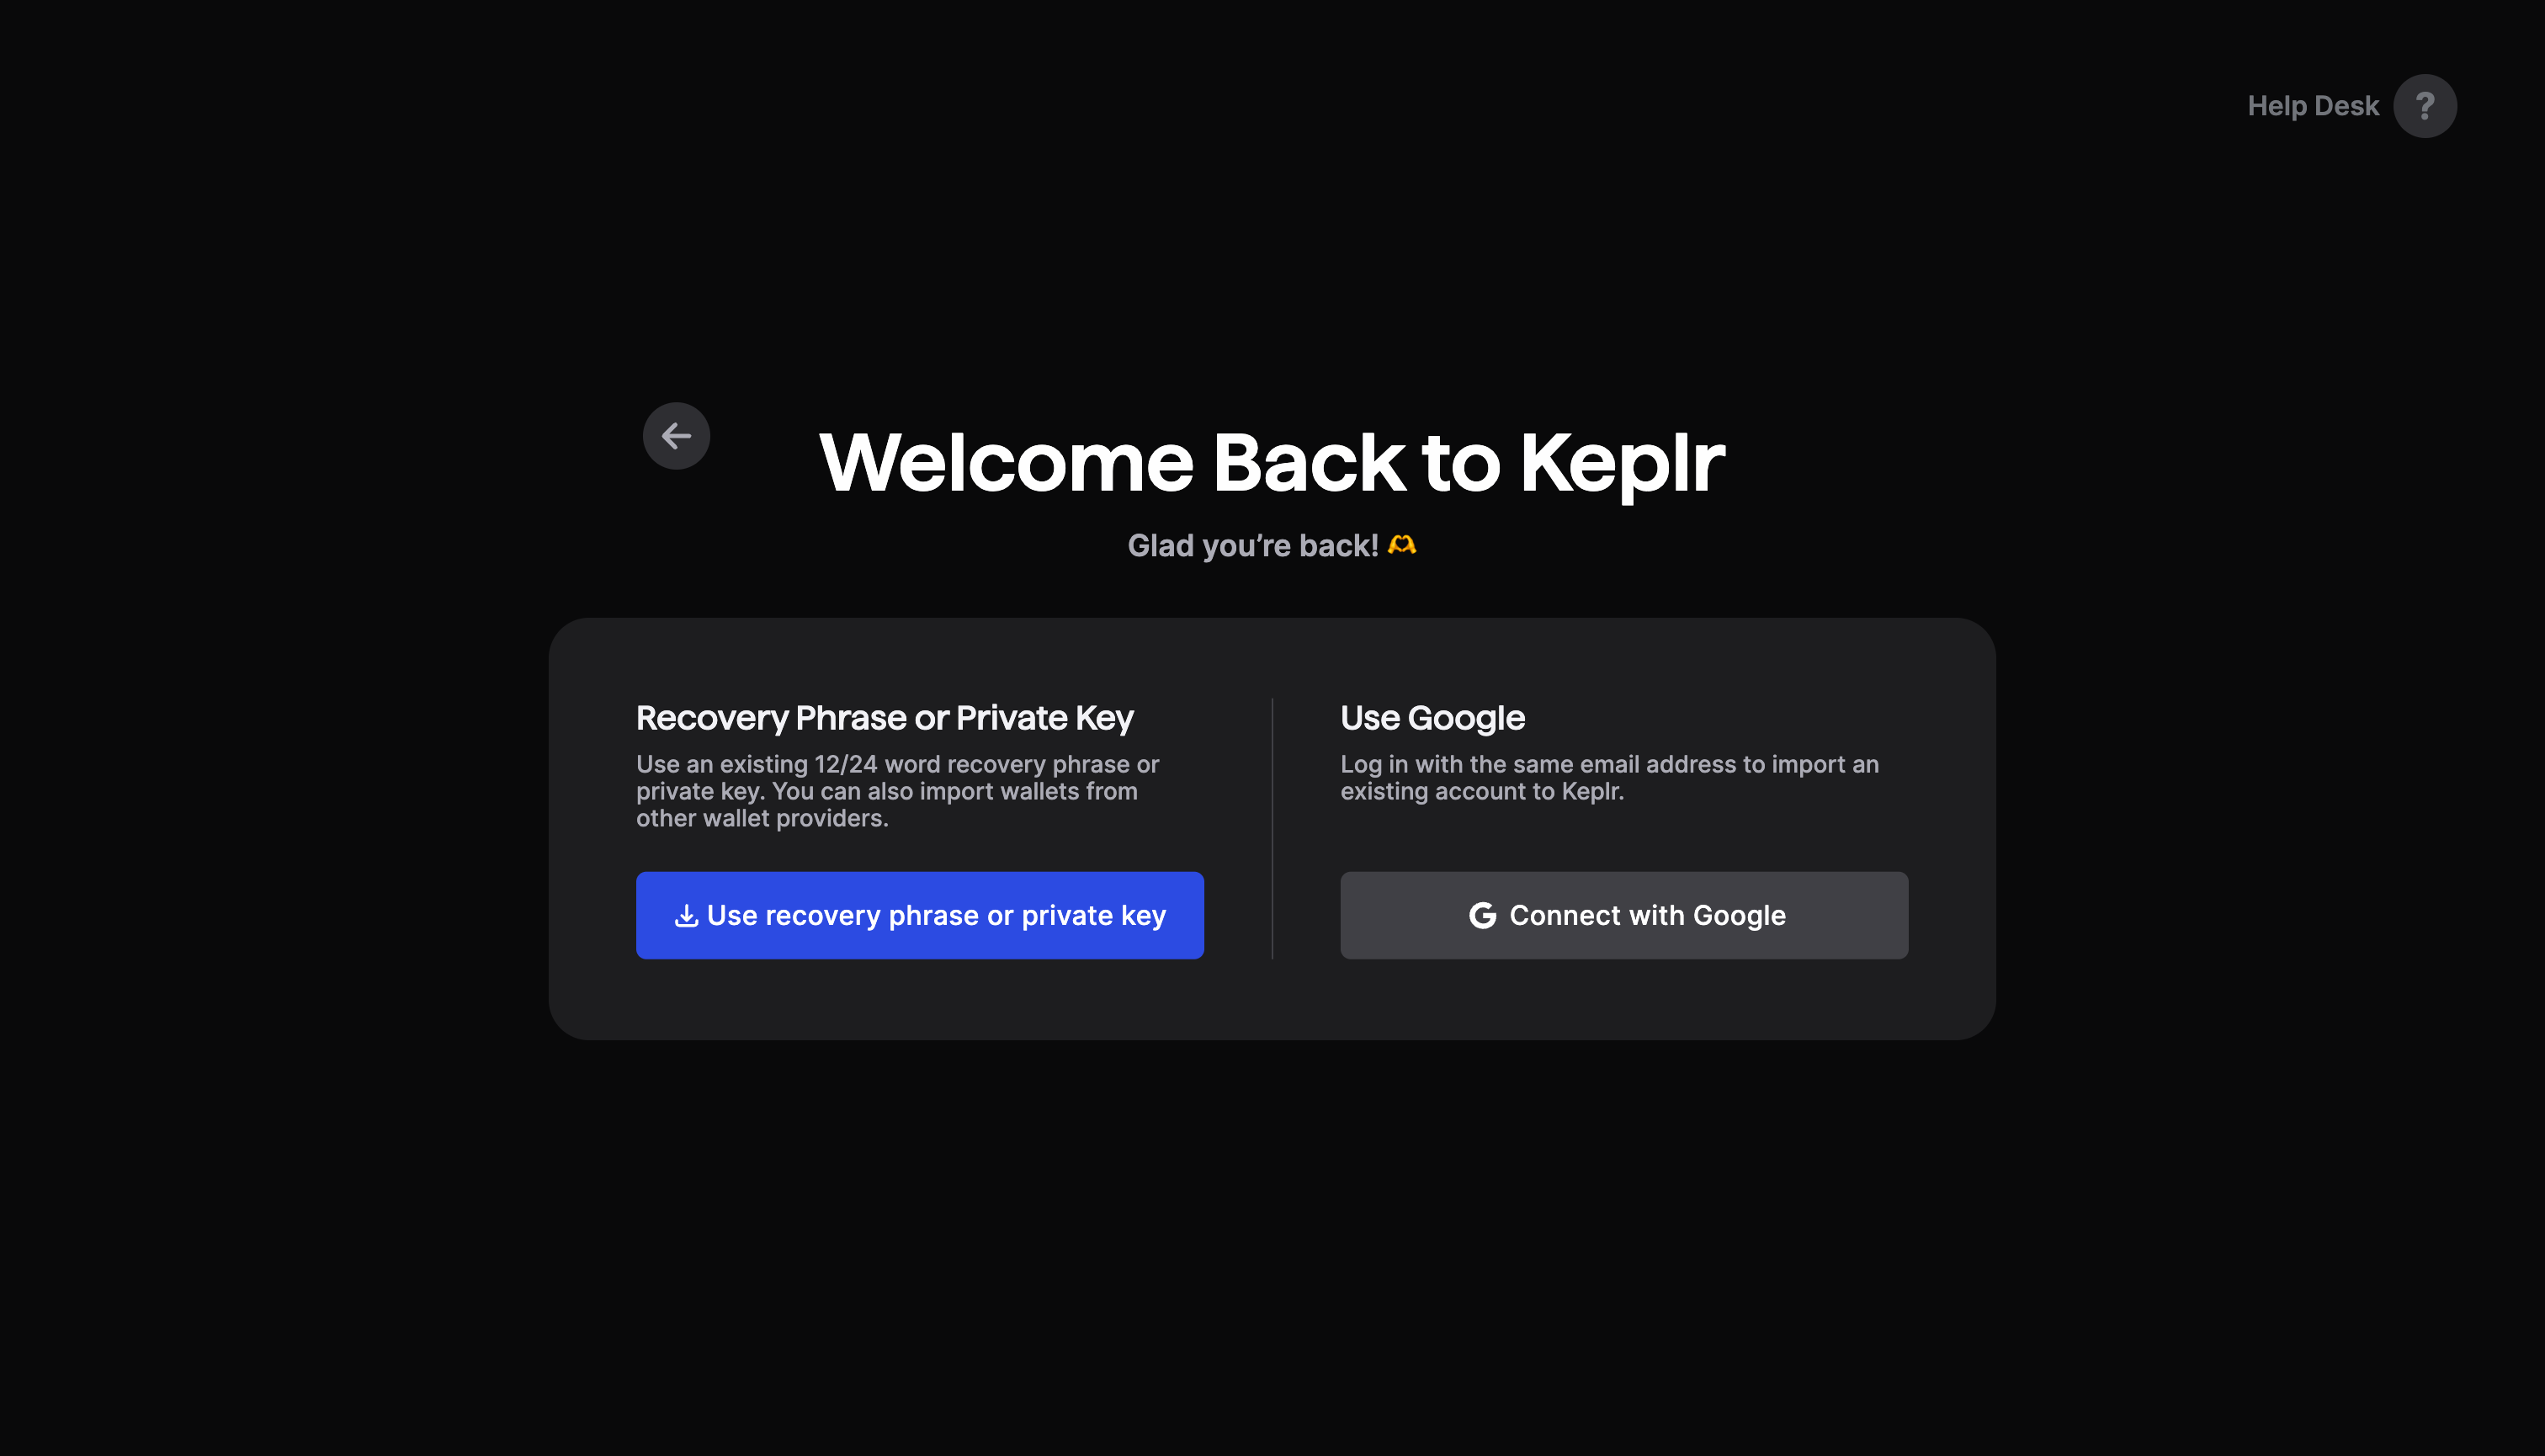 Help Desk ?
Welcome Back to Keplr
Glad you’re back! 🫶
Recovery Phrase or Private Key
Use an existing 12/24 word recovery phrase or
private key. You can also import wallets from
other wallet providers.
Use recovery phrase or private key
Use Google
Log in with the same email address to import an
existing account to Keplr.
Connect with Google